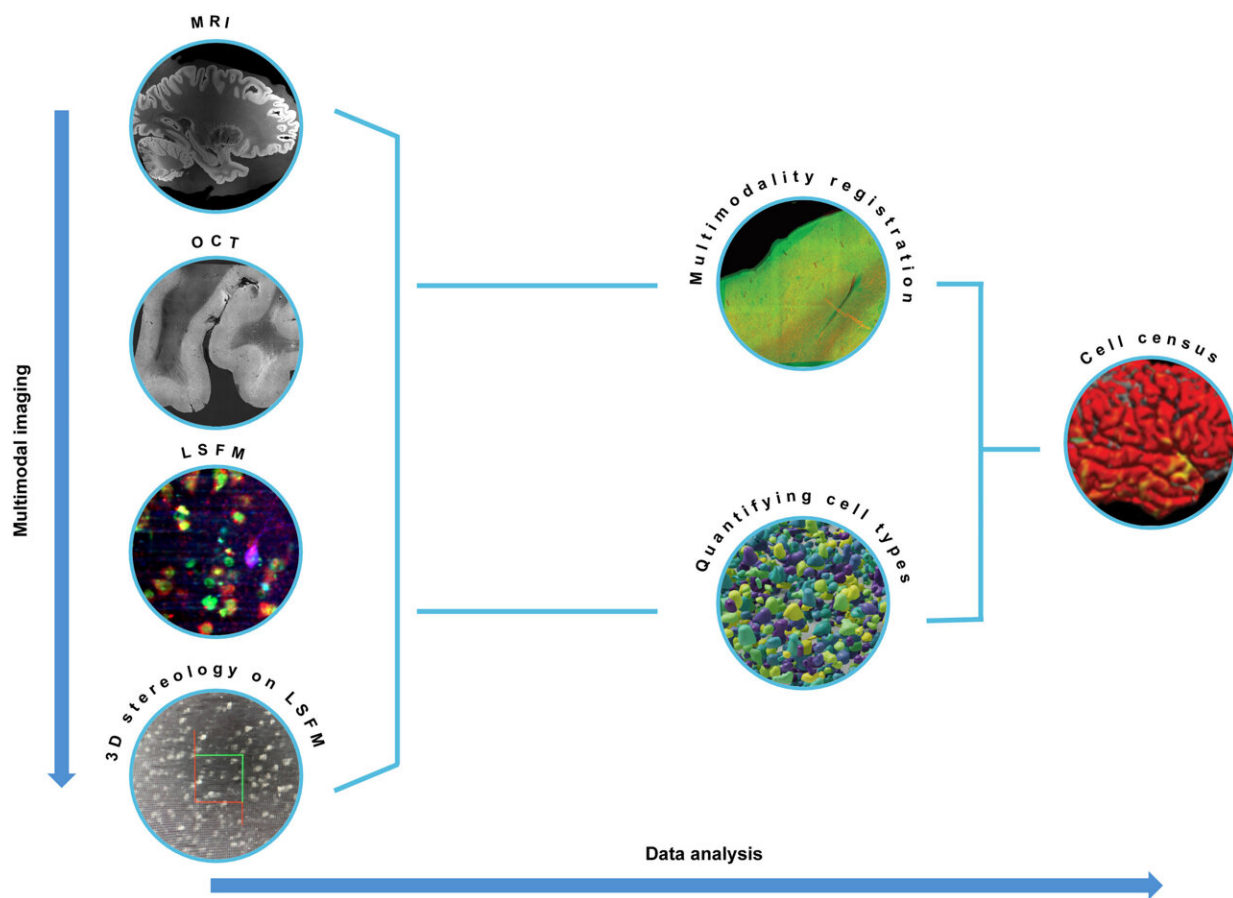 MRI
OCT
LSFM
3D stereology on LSFM
Multimodal imaging
Multimodality registration
Quantifying cell types
Cell census
Data analysis